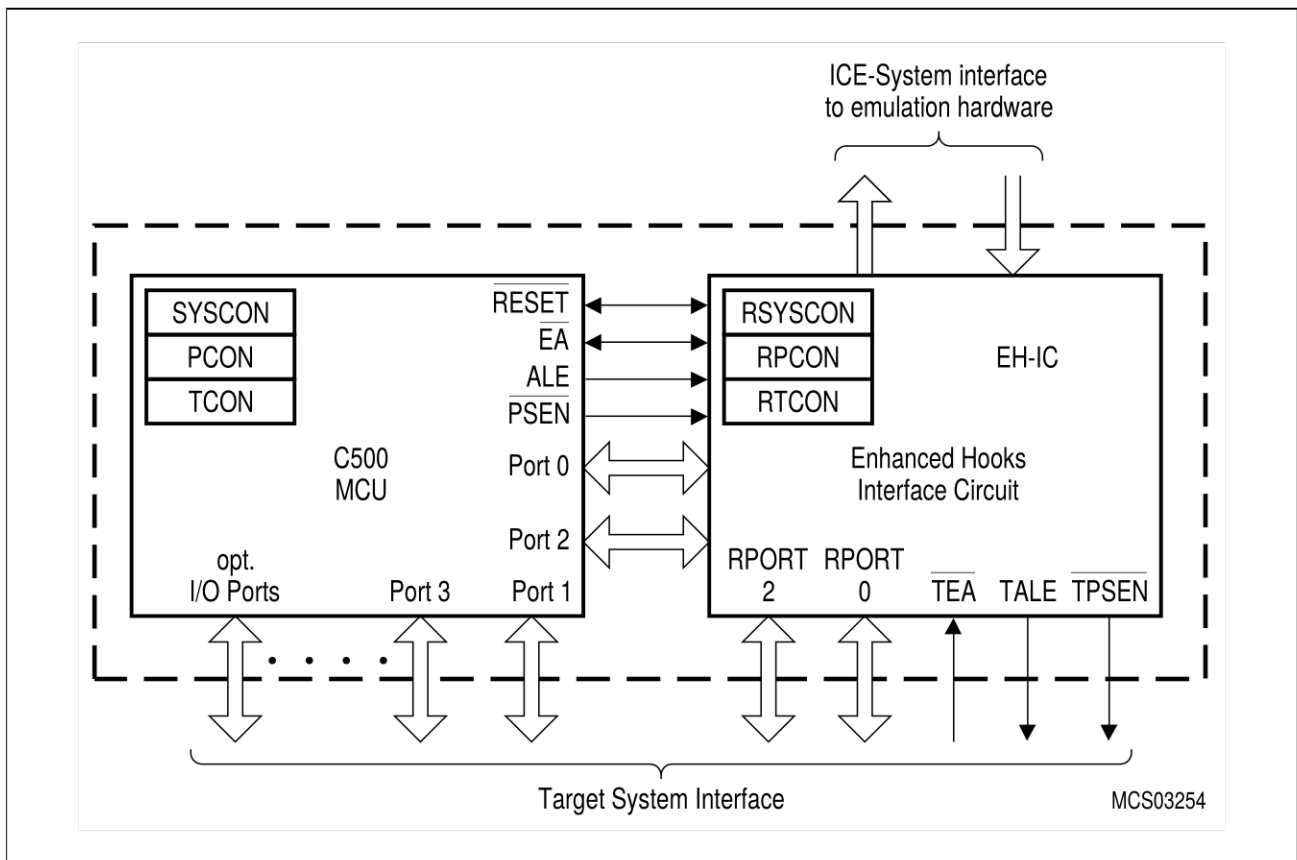 ICE-System interface
to emulation hardware
SYSCON
PCON
TCON
RESET
EA
ALE
PSEN
Port 0
Port 2
C500
MCU
opt.
I/O Ports
Port 3
Port 1
RSYSCON
RPCON
RTCON
EH-IC
Enhanced Hooks
Interface Circuit
RPORT
2
RPORT
0
TEA
TALE
TPSEN
Target System Interface
MCS03254